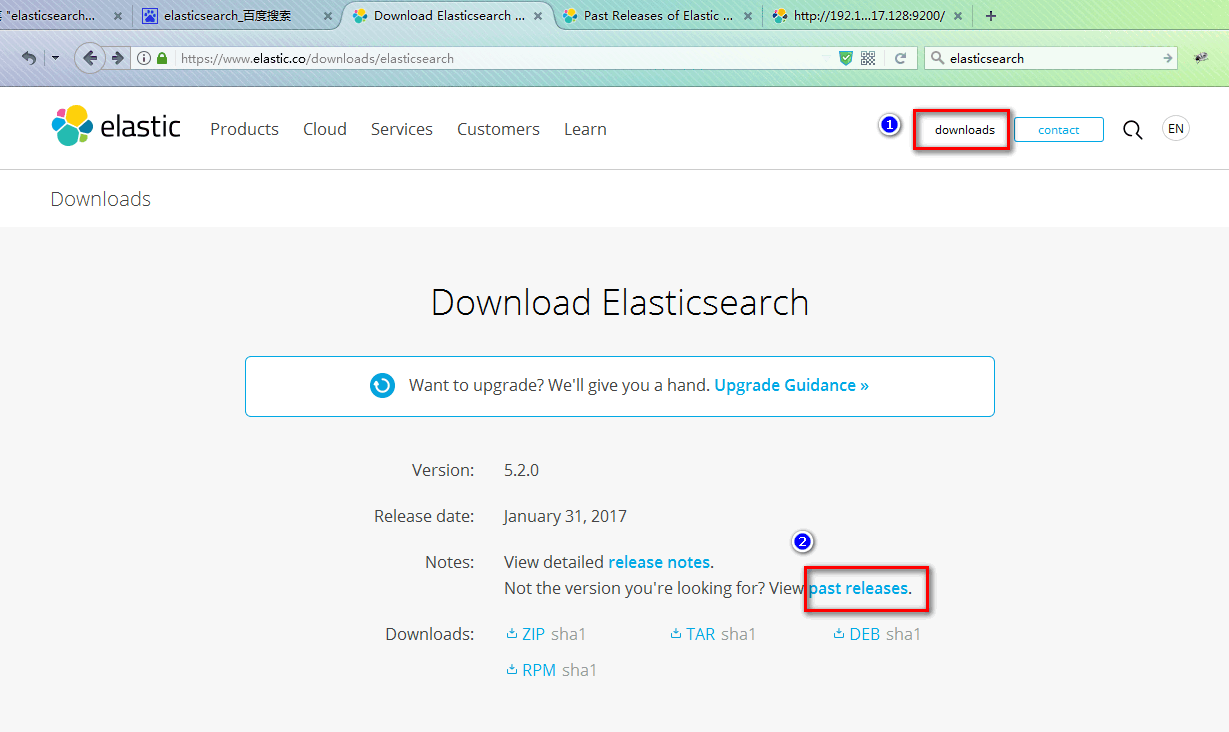 "elasticsearch...
elasticsearch_百度搜索
Download Elasticsearch ...
Past Releases of Elastic ...
http://192.1...17.128:9200/
https://www.elastic.co/downloads/elasticsearch
elasticsearch
elastic
Products
Cloud
Services
Customers
Learn
1
downloads
contact
EN
Downloads
Download Elasticsearch
Want to upgrade? We'll give you a hand. Upgrade Guidance »
Version: 5.2.0
Release date: January 31, 2017
2
Notes: View detailed release notes.
Not the version you're looking for? View past releases.
Downloads: ZIP sha1 TAR sha1 DEB sha1
RPM sha1